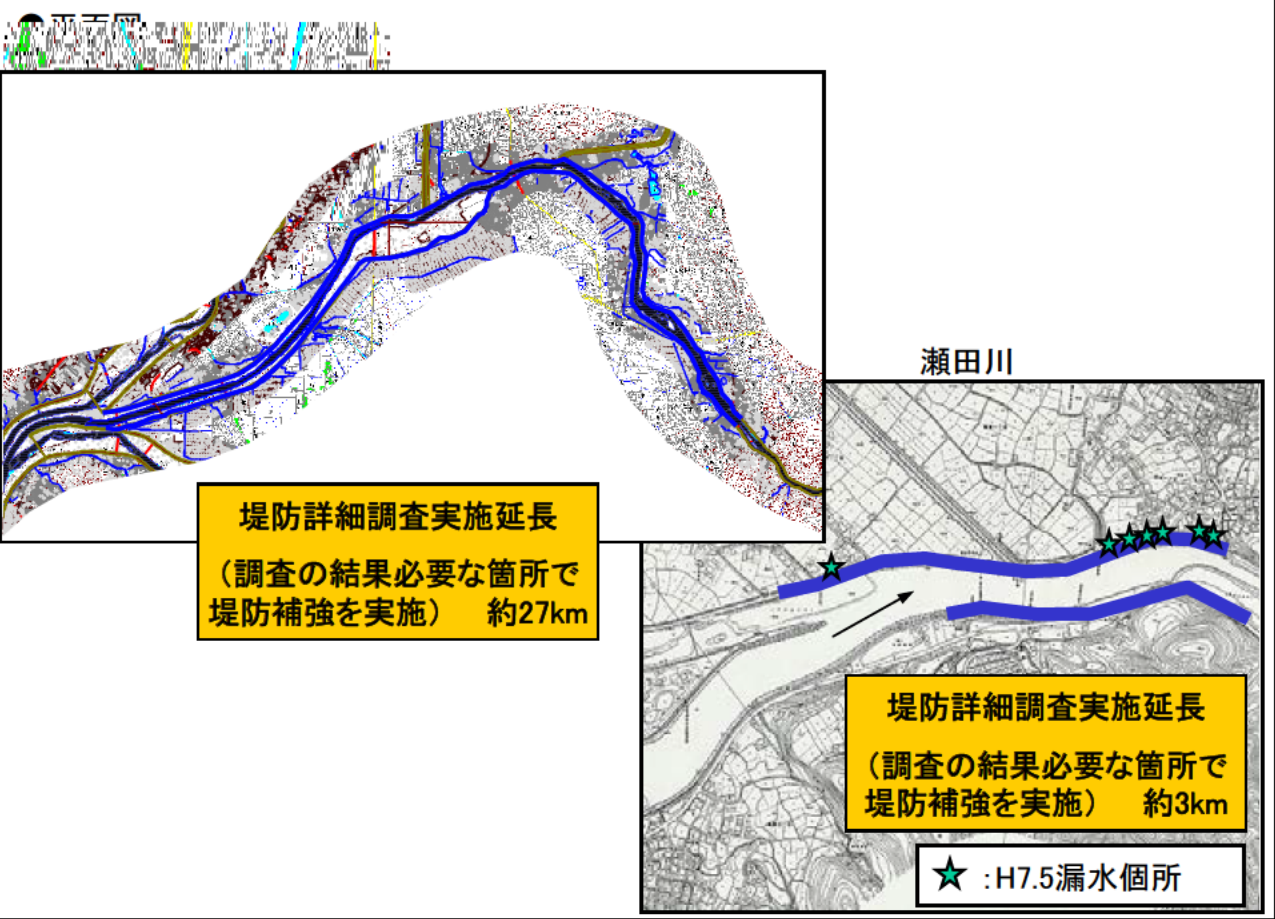 ●平面図
瀬田川
堤防詳細調査実施延長
（調査の結果必要な箇所で
堤防補強を実施）　約27km
堤防詳細調査実施延長
（調査の結果必要な箇所で
堤防補強を実施）　約3km
★：H7.5漏水個所